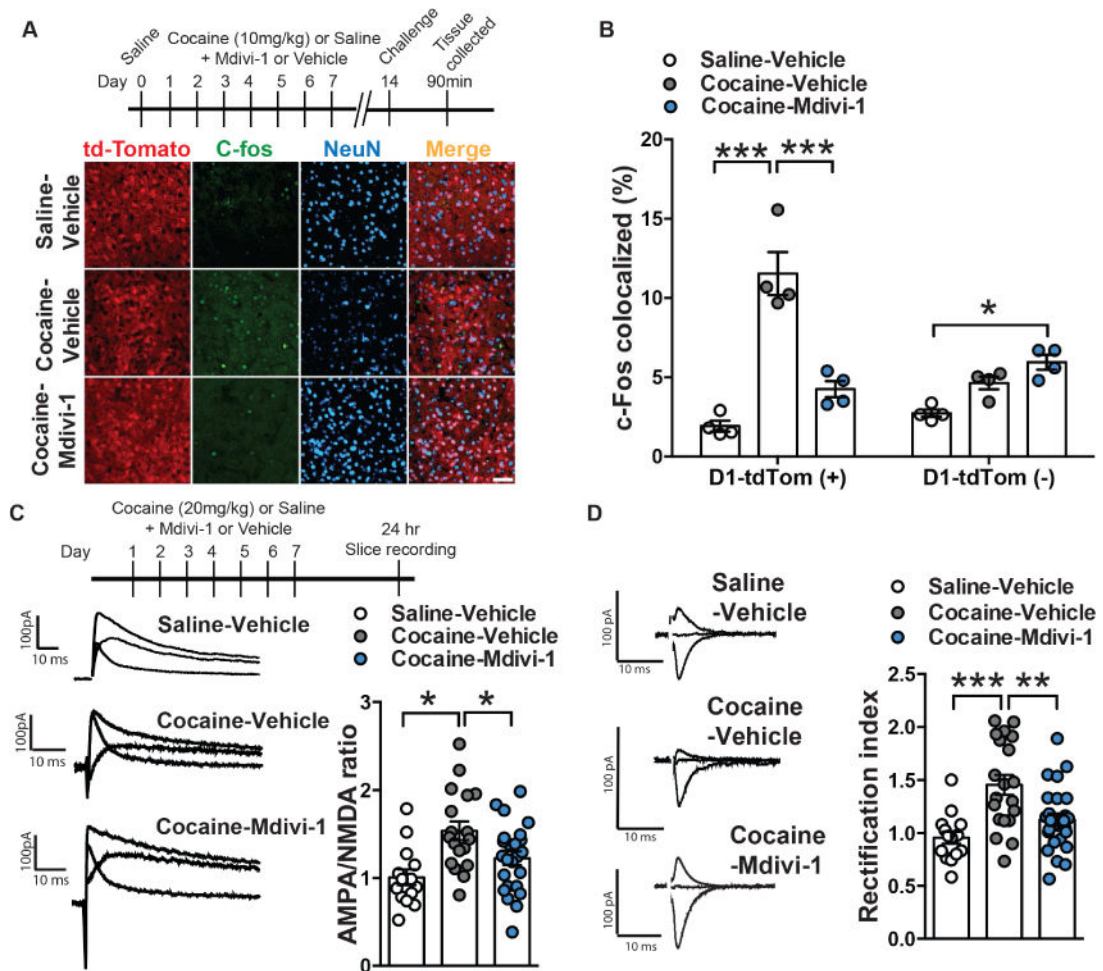 A
Saline
Cocaine (10mg/kg) or Saline
+ Mdivi-1 or Vehicle
Challenge
Tissue
collected
Day 0 1 2 3 4 5 6 7 14 90min
td-Tomato C-fos NeuN Merge
Saline-
Vehicle
Cocaine-
Vehicle
Cocaine-
Mdivi-1
B
Saline-Vehicle
Cocaine-Vehicle
Cocaine-Mdivi-1
c-Fos colocalized (%)
20
15
10
5
0
*** ***
*
D1-tdTom (+) D1-tdTom (-)
C
Cocaine (20mg/kg) or Saline
+ Mdivi-1 or Vehicle
24 hr
Slice recording
Day 1 2 3 4 5 6 7
100pA
10 ms
Saline-Vehicle
100pA
10 ms
Cocaine-Vehicle
100pA
10 ms
Cocaine-Mdivi-1
Saline-Vehicle
Cocaine-Vehicle
Cocaine-Mdivi-1
AMPA/NMDA ratio
3
2
1
0
* *
D
Saline
-Vehicle
100 pA
10 ms
Cocaine
-Vehicle
100 pA
10 ms
Cocaine
-Mdivi-1
100 pA
10 ms
Saline-Vehicle
Cocaine-Vehicle
Cocaine-Mdivi-1
Rectification index
2.5
2.0
1.5
1.0
0.5
0.0
*** **